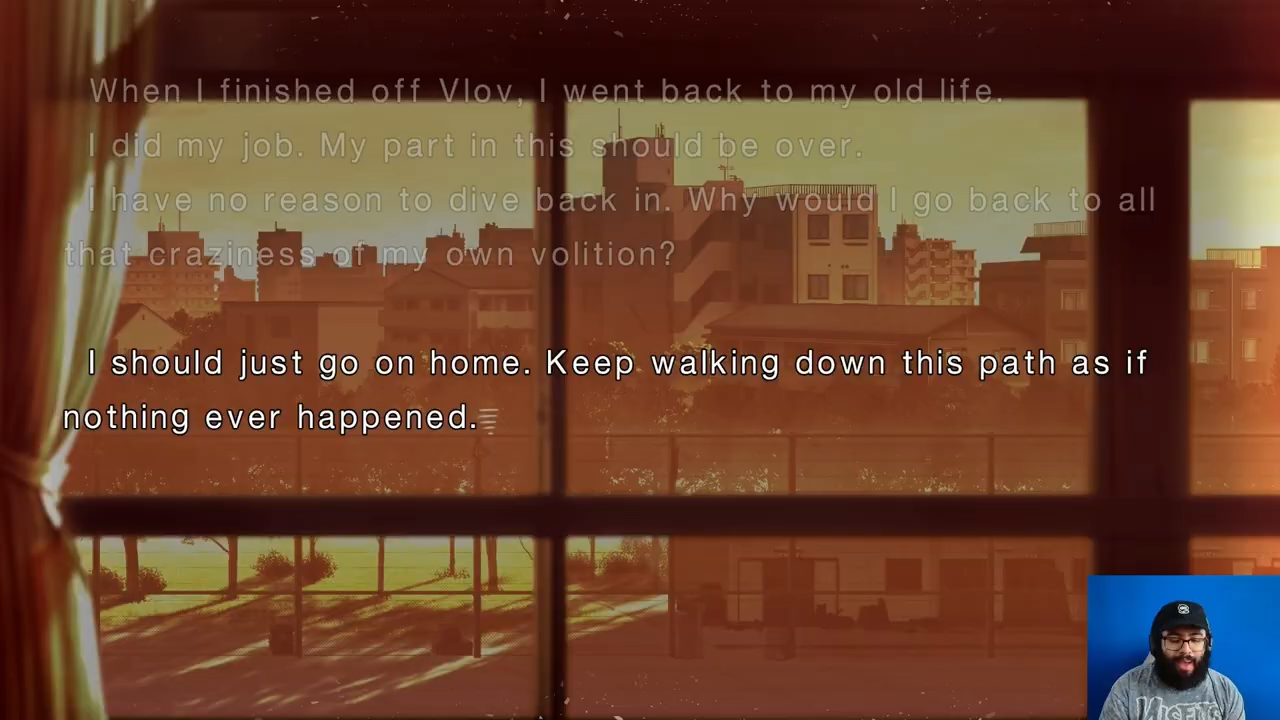 When I finished off Vlov, I went back to my old life.
I did my job. My part in this should be over.
I have no reason to dive back in. Why would I go back to all
that craziness of my own volition?
I should just go on home. Keep walking down this path as if
nothing ever happened.
MISFITS